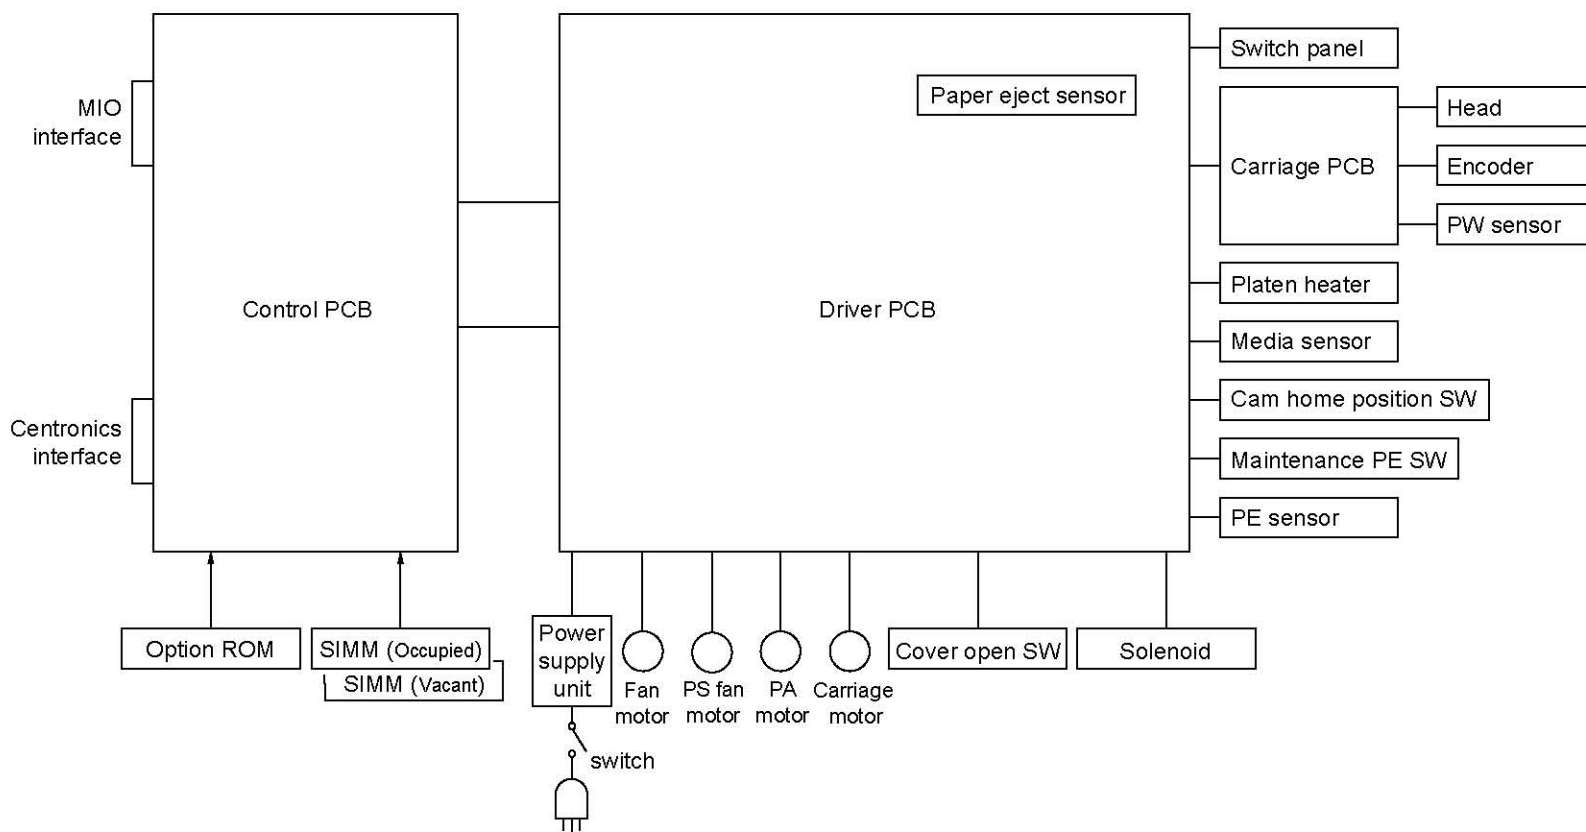 MIO
interface
Centronics
interface
Control PCB
Option ROM
SIMM (Occupied)
SIMM (Vacant)
Driver PCB
Paper eject sensor
Switch panel
Carriage PCB
Head
Encoder
PW sensor
Platen heater
Media sensor
Cam home position SW
Maintenance PE SW
PE sensor
Power
supply
unit
switch
Fan
motor
PS fan
motor
PA
motor
Carriage
motor
Cover open SW
Solenoid